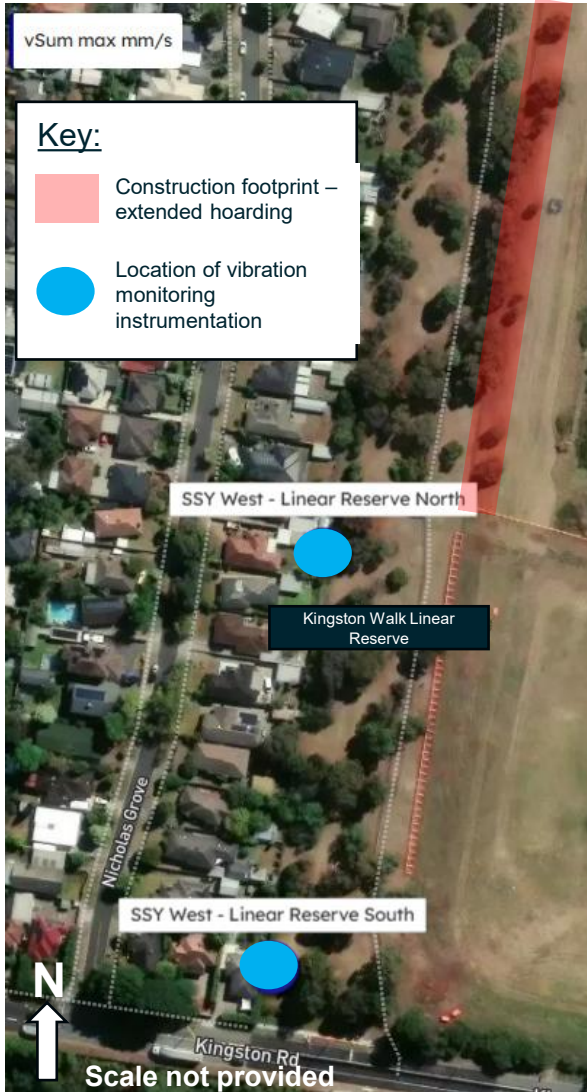 vSum max mm/s
Key:
Construction footprint –
extended hoarding
Location of vibration
monitoring
instrumentation
SSY West - Linear Reserve North
Kingston Walk Linear
Reserve
Nicholas Grove
SSY West - Linear Reserve South
N
Kingston Rd
Scale not provided